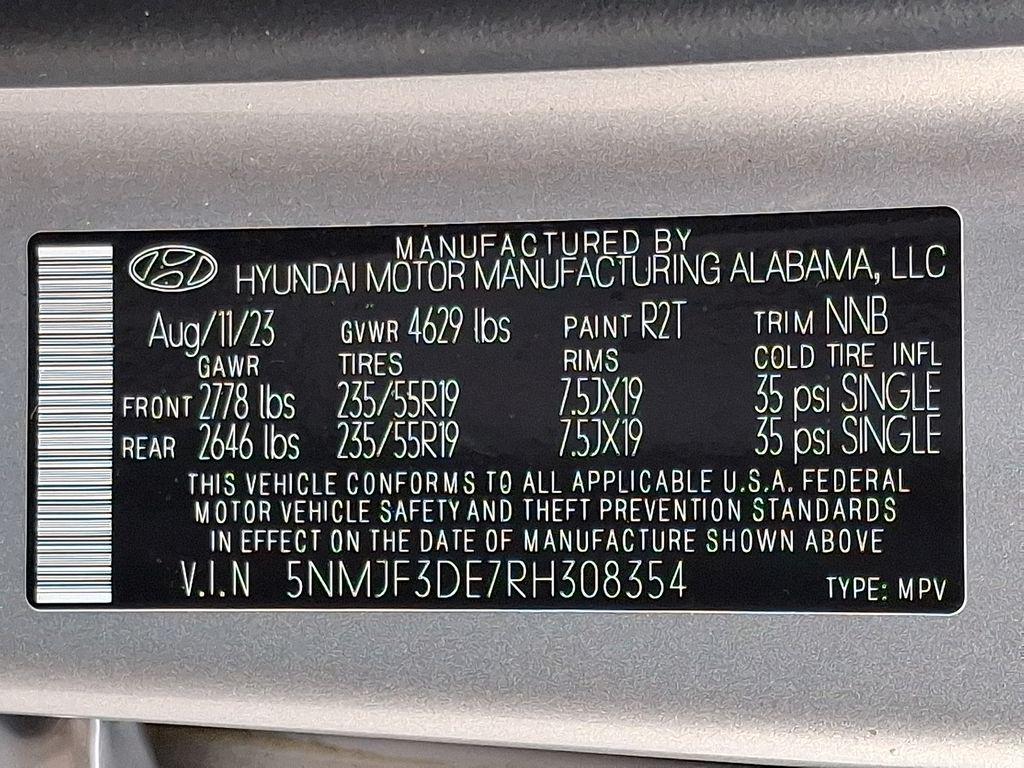 MANUFACTURED BY
HYUNDAI MOTOR MANUFACTURING ALABAMA, LLC
Aug/11/23 GVWR 4629 lbs PAINT R2T TRIM NNB
GAWR TIRES RIMS COLD TIRE INFL
FRONT 2778 lbs 235/55R19 7.5JX19 35 psi SINGLE
REAR 2646 lbs 235/55R19 7.5JX19 35 psi SINGLE
THIS VEHICLE CONFORMS TO ALL APPLICABLE U.S.A. FEDERAL
MOTOR VEHICLE SAFETY AND THEFT PREVENTION STANDARDS
IN EFFECT ON THE DATE OF MANUFACTURE SHOWN ABOVE
V.I.N 5NMJF3DE7RH308354 TYPE: MPV